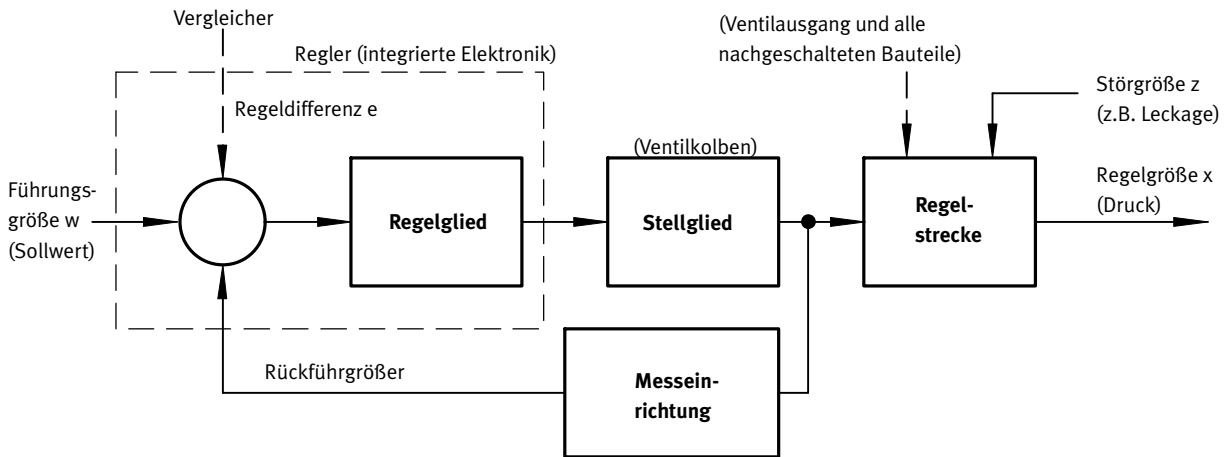 Vergleicher
(Ventilausgang und alle
nachgeschalteten Bauteile)
Regler (integrierte Elektronik)
Störgröße z
(z.B. Leckage)
Regeldifferenz e
(Ventilkolben)
Führungs-
größe w
(Sollwert)
Regelglied
Stellglied
Regel-
strecke
Regelgröße x
(Druck)
Rückführgrößer
Messein-
richtung